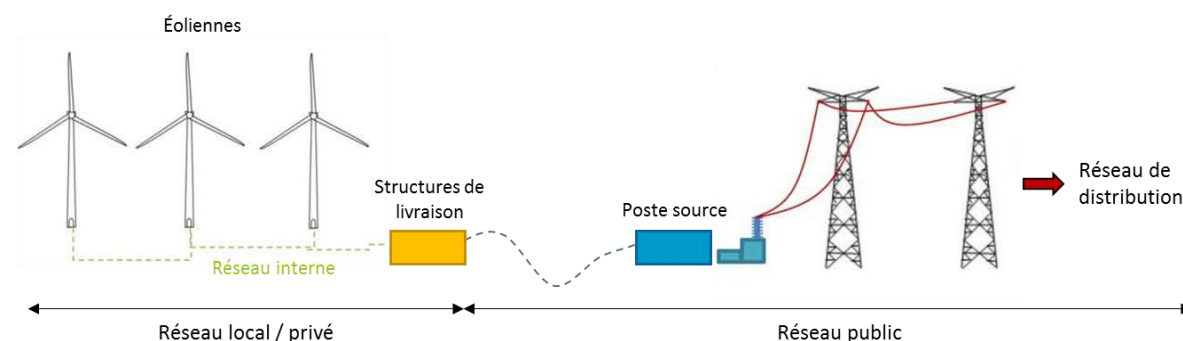 Éoliennes
Structures de
livraison
Poste source
Réseau de
distribution
Réseau interne
Réseau local / privé
Réseau public